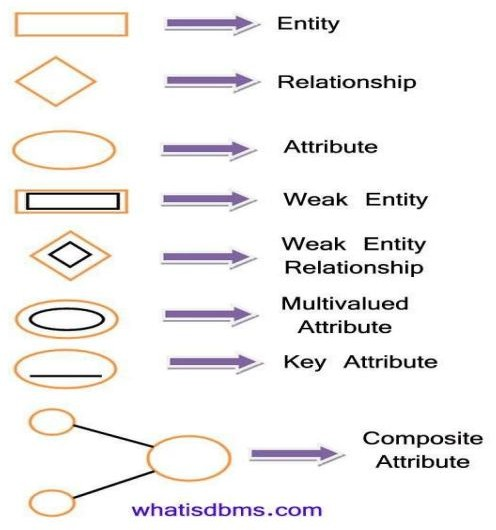 Entity
Relationship
Attribute
Weak Entity
Weak Entity
Relationship
Multivalued
Attribute
Key Attribute
Composite
Attribute
whatisdbms.com